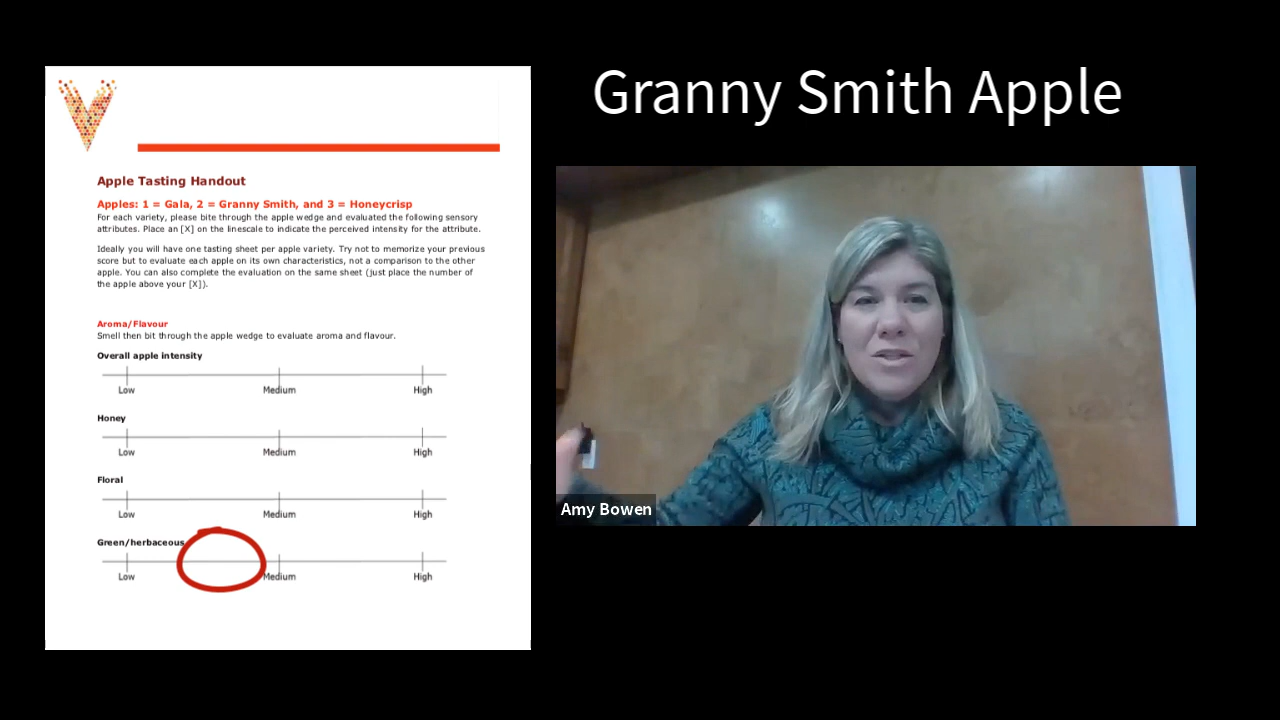 Granny Smith Apple
Apple Tasting Handout
Apples: 1 = Gala, 2 = Granny Smith, and 3 = Honeycrisp
For each variety, please bite through the apple wedge and evaluated the following sensory
attributes. Place an [X] on the linescale to indicate the perceived intensity for the attribute.
Ideally you will have one tasting sheet per apple variety. Try not to memorize your previous
score but to evaluate each apple on its own characteristics, not a comparison to the other
apple. You can also complete the evaluation on the same sheet (just place the number of
the apple above your [X]).
Aroma/Flavour
Smell then bit through the apple wedge to evaluate aroma and flavour.
Overall apple intensity
Low Medium High
Honey
Low Medium High
Floral
Low Medium High
Green/herbaceous
Low Medium High
Amy Bowen